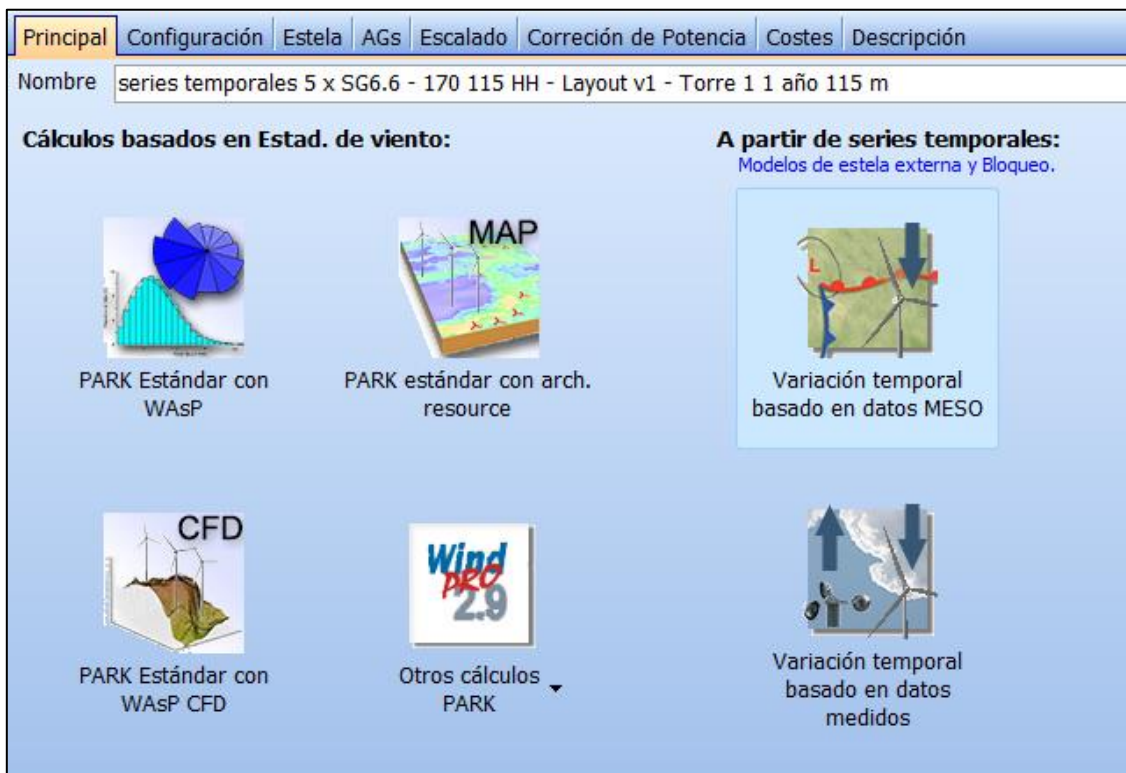 Principal Configuración Estela AGs Escalado Correción de Potencia Costes Descripción
Nombre series temporales 5 x SG6.6 - 170 115 HH - Layout v1 - Torre 1 1 año 115 m
Cálculos basados en Estad. de viento:
A partir de series temporales:
Modelos de estela externa y Bloqueo.
MAP
L
PARK Estándar con
WAsP
PARK estándar con arch.
resource
Variación temporal
basado en datos MESO
CFD
Wind
PRO
2.9
PARK Estándar con
WAsP CFD
Otros cálculos
PARK
Variación temporal
basado en datos
medidos